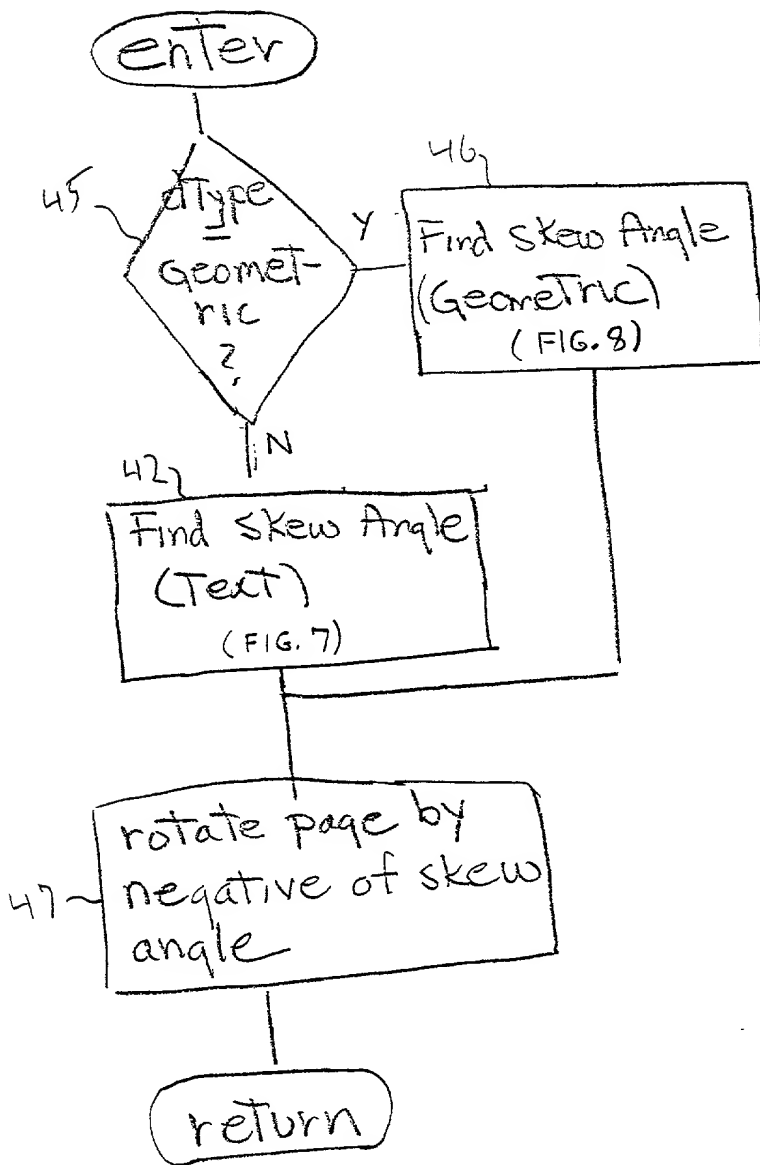 enter
45
dType
=
Geomet-
ric
?
Y
46
Find Skew Angle
(Geometric)
(FIG. 8)
N
42
Find Skew Angle
(Text)
(FIG. 7)
47
rotate page by
negative of skew
angle
return